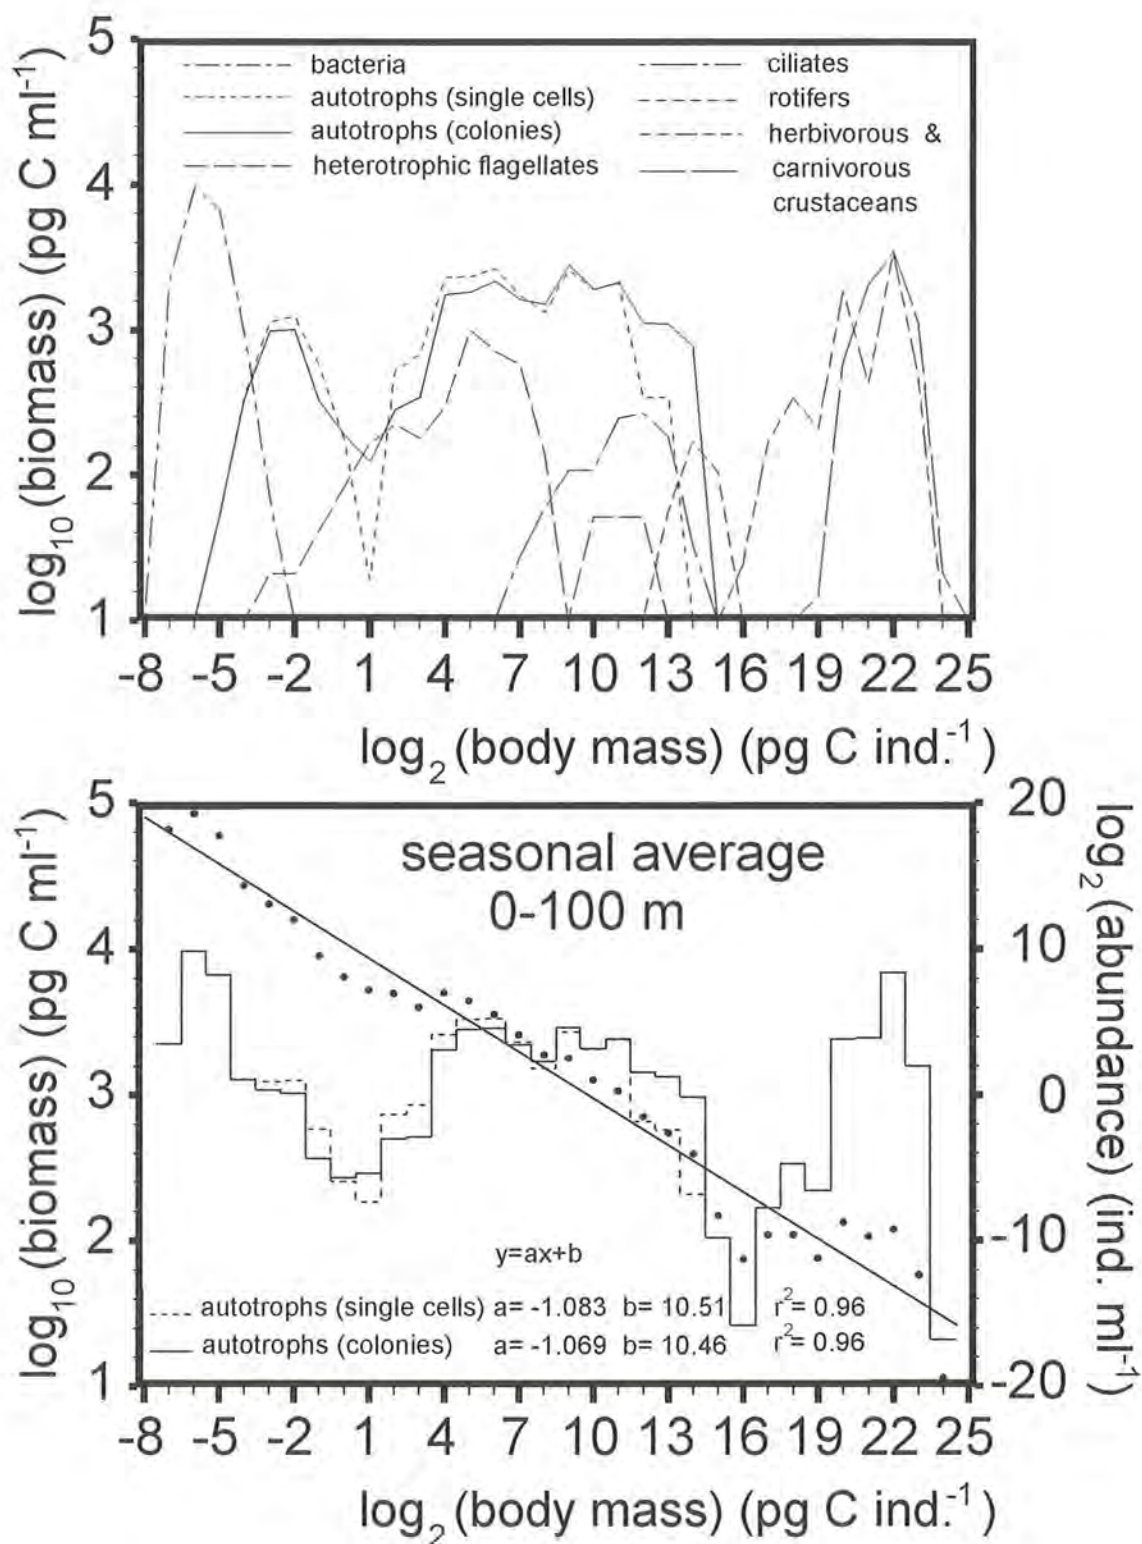 5
4
3
2
1
log10 (biomass) (pg C ml-1)
bacteria
autotrophs (single cells)
autotrophs (colonies)
heterotrophic flagellates
ciliates
rotifers
herbivorous &
carnivorous
crustaceans
-8 -5 -2 1 4 7 10 13 16 19 22 25
log2 (body mass) (pg C ind.-1)
5
4
3
2
1
log10 (biomass) (pg C ml-1)
seasonal average
0-100 m
y=ax+b
autotrophs (single cells) a= -1.083 b= 10.51 r2= 0.96
autotrophs (colonies) a= -1.069 b= 10.46 r2= 0.96
20
10
0
-10
-20
log2 (abundance) (ind. ml-1)
-8 -5 -2 1 4 7 10 13 16 19 22 25
log2 (body mass) (pg C ind.-1)